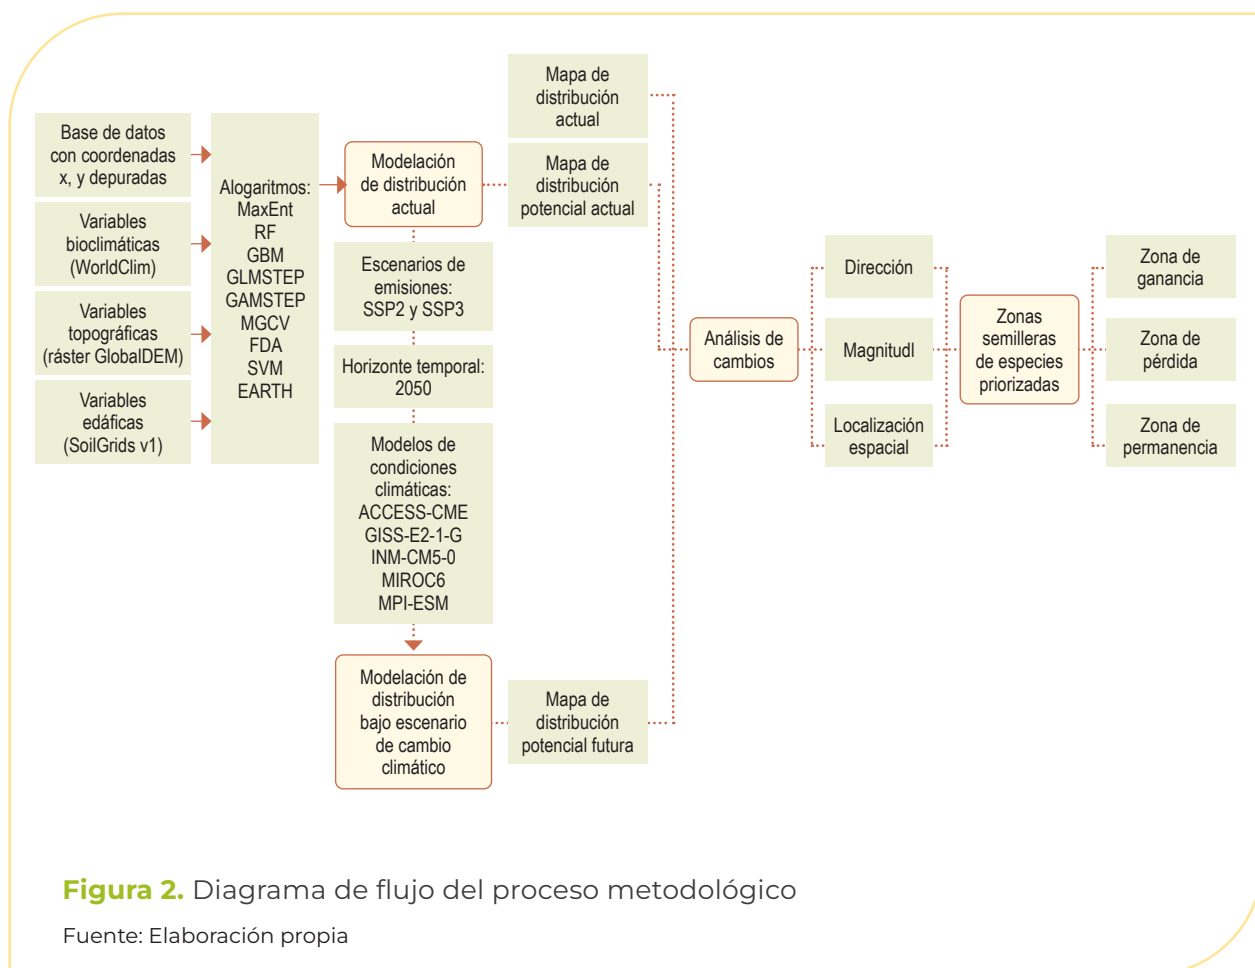 Base de datos
con coordenadas
x, y depuradas
Variables
bioclimáticas
(WorldClim)
Variables
topográficas
(ráster GlobalDEM)
Variables
edáficas
(SoilGrids v1)
Alogaritmos:
MaxEnt
RF
GBM
GLMSTEP
GAMSTEP
MGCV
FDA
SVM
EARTH
Modelación
de distribución
actual
Escenarios de
emisiones:
SSP2 y SSP3
Horizonte temporal:
2050
Modelos de
condiciones
climáticas:
ACCESS-CME
GISS-E2-1-G
INM-CM5-0
MIROC6
MPI-ESM
Modelación de
distribución
bajo escenario
de cambio
climático
Mapa de
distribución
actual
Mapa de
distribución
potencial actual
Mapa de
distribución
potencial futura
Análisis de
cambios
Dirección
Magnitudl
Localización
espacial
Zonas
semilleras
de especies
priorizadas
Zona de
ganancia
Zona de
pérdida
Zona de
permanencia
Figura 2. Diagrama de flujo del proceso metodológico
Fuente: Elaboración propia